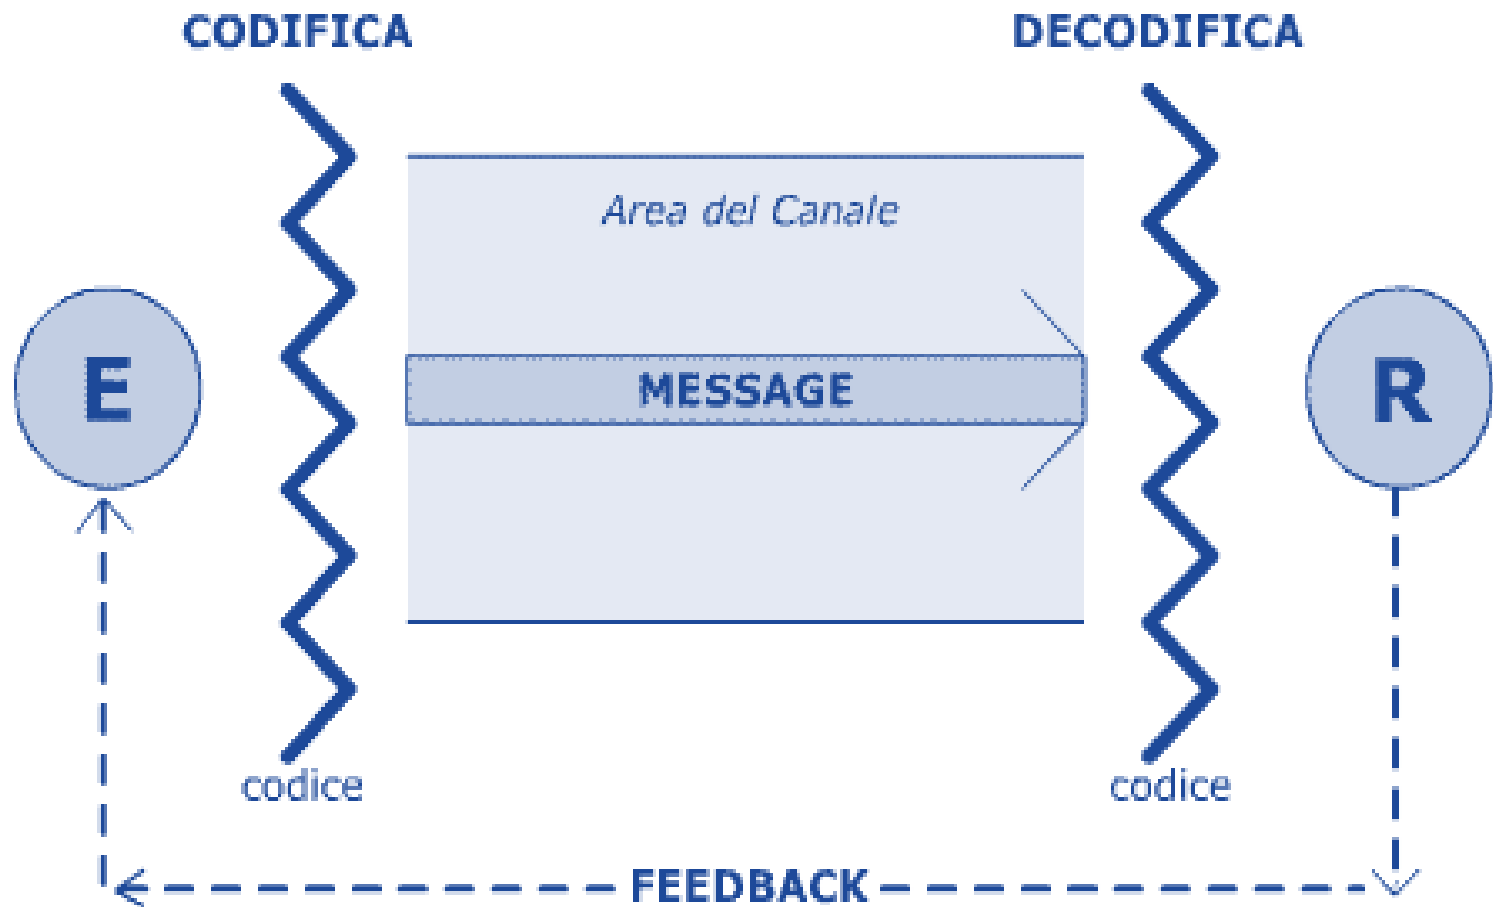 CODIFICA
DECODIFICA
Area del Canale
E
MESSAGE
R
codice
codice
FEEDBACK